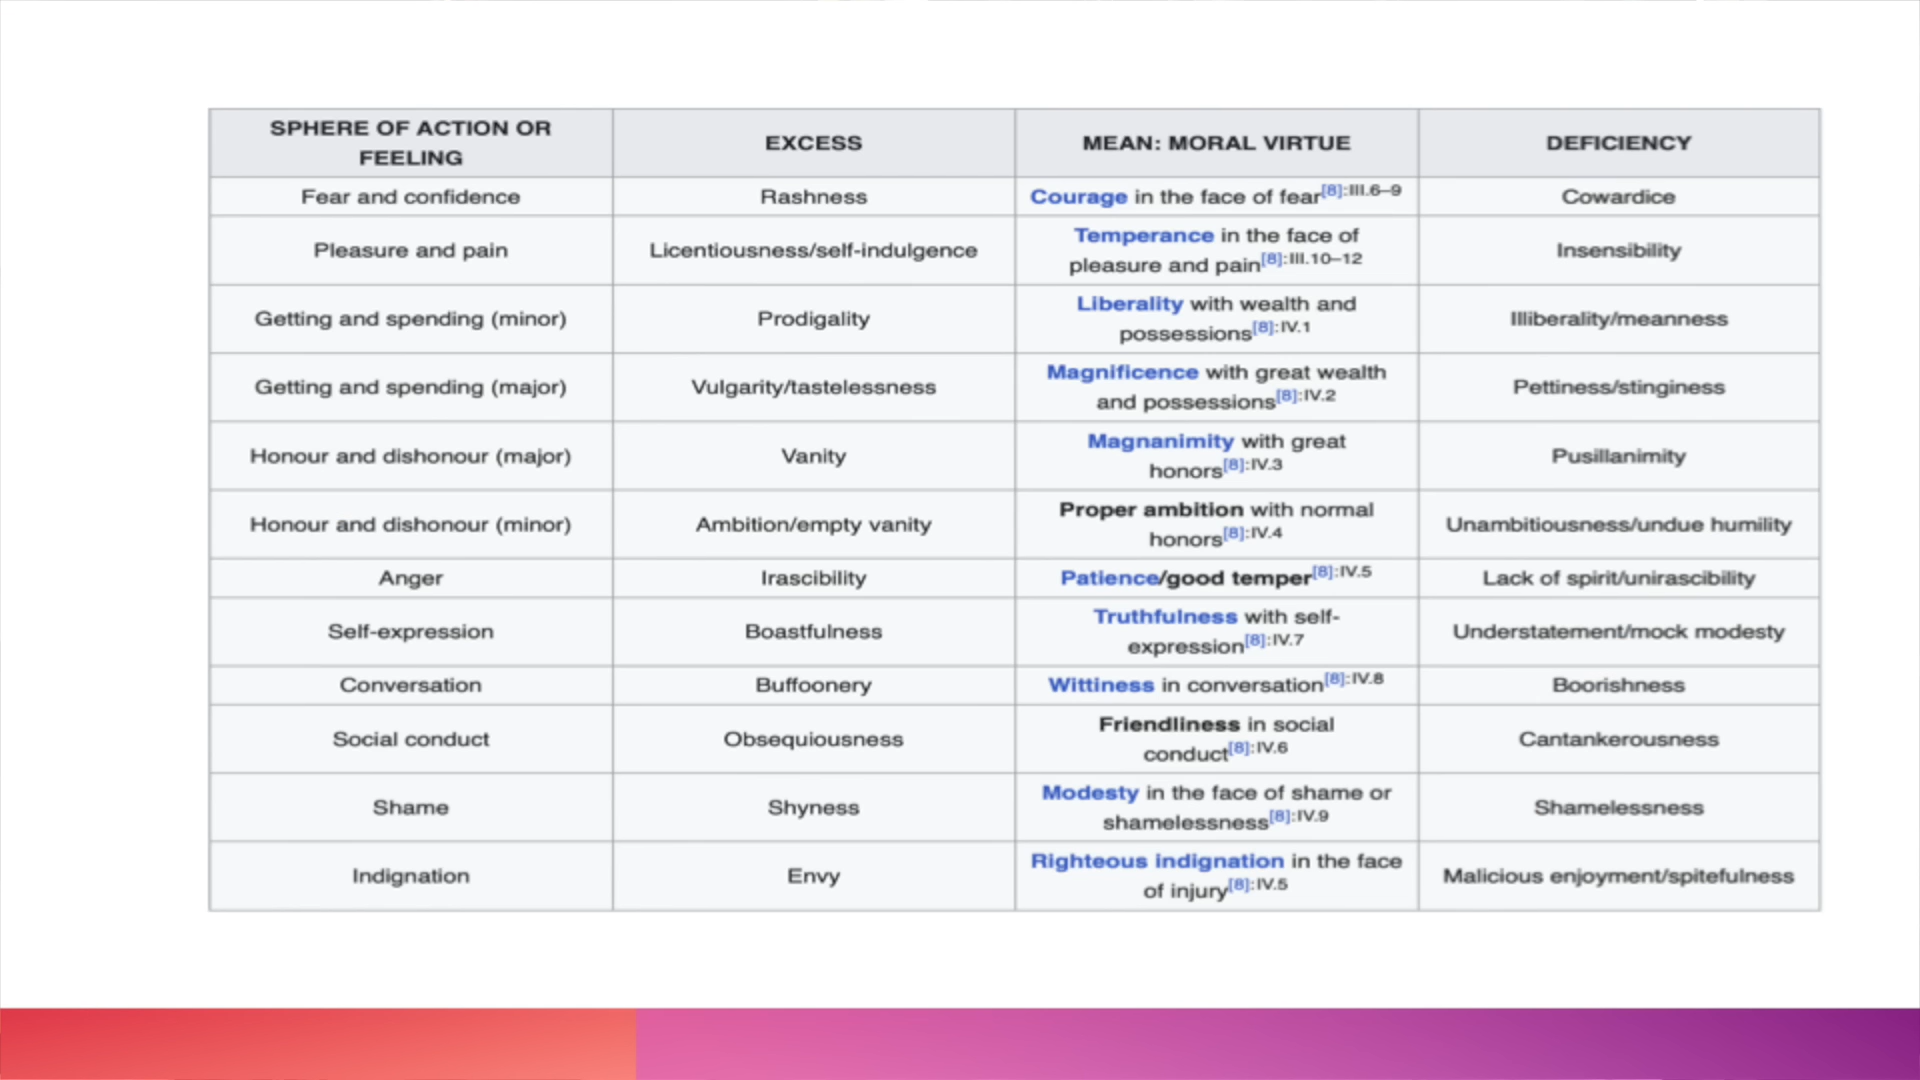 SPHERE OF ACTION OR
FEELING
EXCESS
MEAN: MORAL VIRTUE
DEFICIENCY
Fear and confidence
Rashness
Courage in the face of fear[8]:III.6–9
Cowardice
Pleasure and pain
Licentiousness/self-indulgence
Temperance in the face of
pleasure and pain[8]:III.10–12
Insensibility
Getting and spending (minor)
Prodigality
Liberality with wealth and
possessions[8]:IV.1
Illiberality/meanness
Getting and spending (major)
Vulgarity/tastelessness
Magnificence with great wealth
and possessions[8]:IV.2
Pettiness/stinginess
Honour and dishonour (major)
Vanity
Magnanimity with great
honors[8]:IV.3
Pusillanimity
Honour and dishonour (minor)
Ambition/empty vanity
Proper ambition with normal
honors[8]:IV.4
Unambitiousness/undue humility
Anger
Irascibility
Patience/good temper[8]:IV.5
Lack of spirit/unirascibility
Self-expression
Boastfulness
Truthfulness with self-
expression[8]:IV.7
Understatement/mock modesty
Conversation
Buffoonery
Wittiness in conversation[8]:IV.8
Boorishness
Social conduct
Obsequiousness
Friendliness in social
conduct[8]:IV.6
Cantankerousness
Shame
Shyness
Modesty in the face of shame or
shamelessness[8]:IV.9
Shamelessness
Indignation
Envy
Righteous indignation in the face
of injury[8]:IV.5
Malicious enjoyment/spitefulness